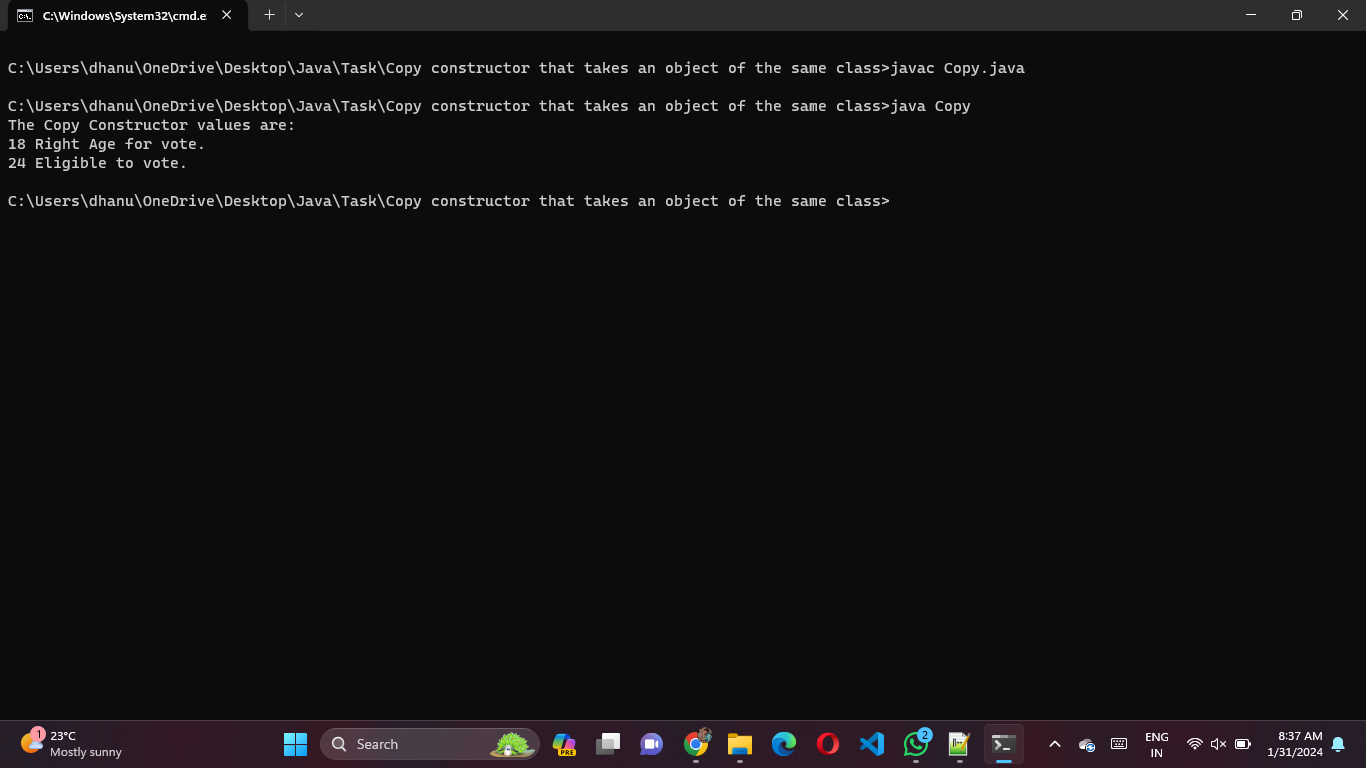 C:\Windows\System32\cmd.e
C:\Users\dhanu\OneDrive\Desktop\Java\Task\Copy constructor that takes an object of the same class>javac Copy.java
C:\Users\dhanu\OneDrive\Desktop\Java\Task\Copy constructor that takes an object of the same class>java Copy
The Copy Constructor values are:
18 Right Age for vote.
24 Eligible to vote.
C:\Users\dhanu\OneDrive\Desktop\Java\Task\Copy constructor that takes an object of the same class>
1
23°C
Mostly sunny
Search
PRE
2
ENG
IN
8:37 AM
1/31/2024